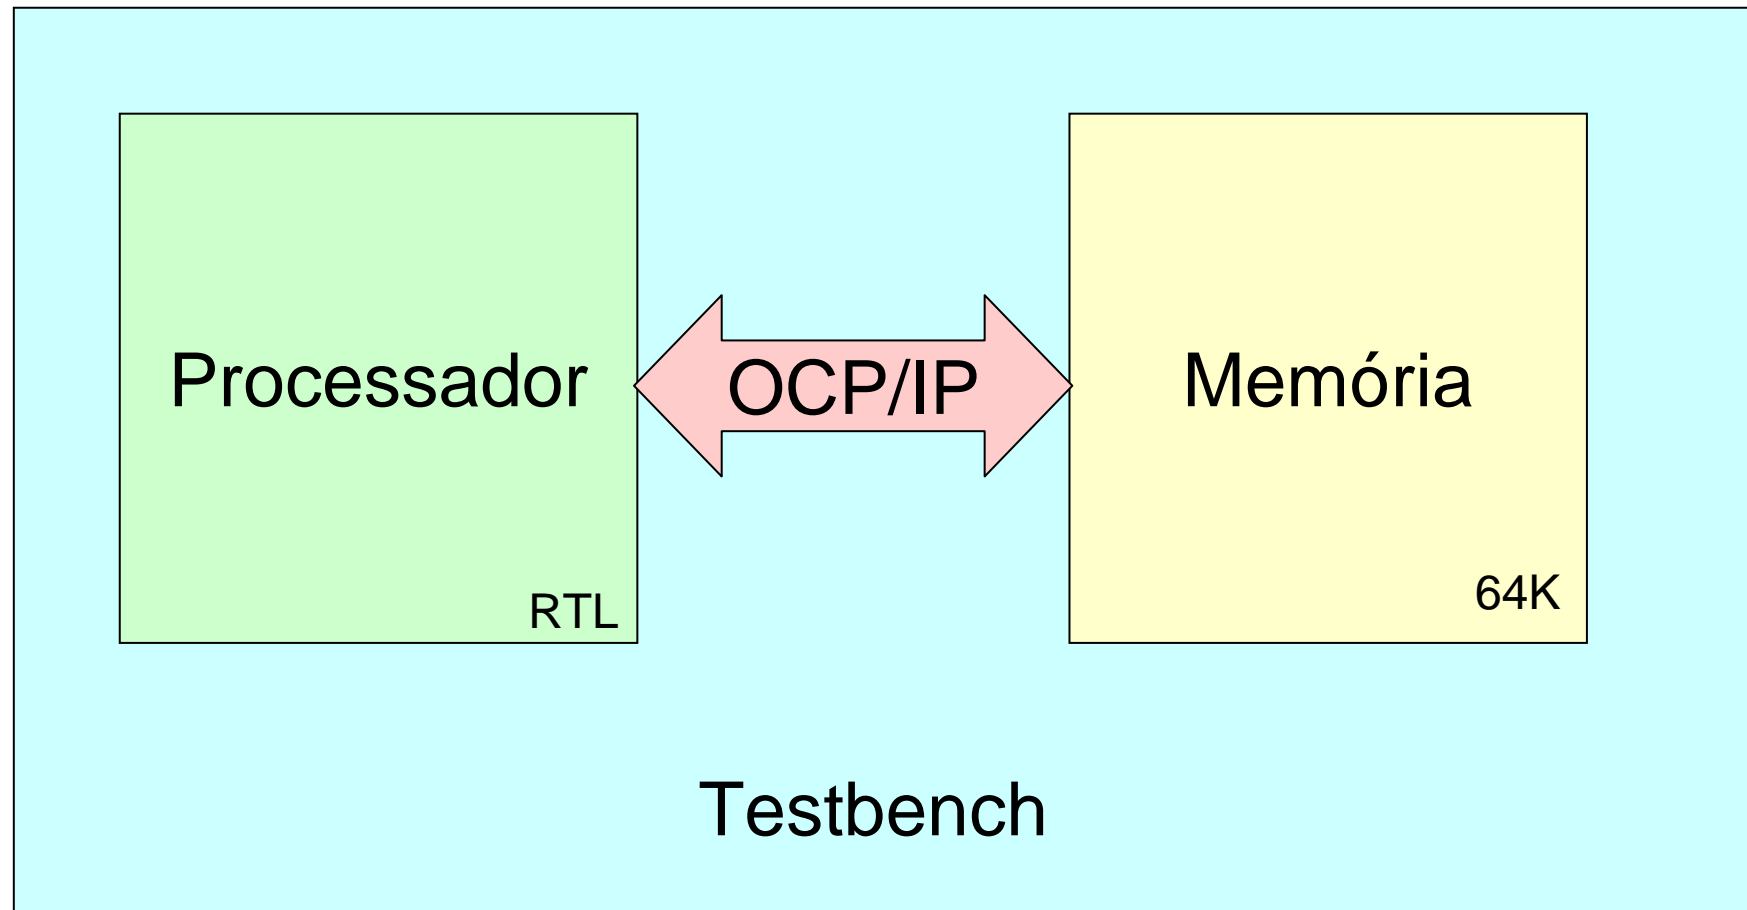 Processador
OCP/IP
Memória
RTL
64K
Testbench